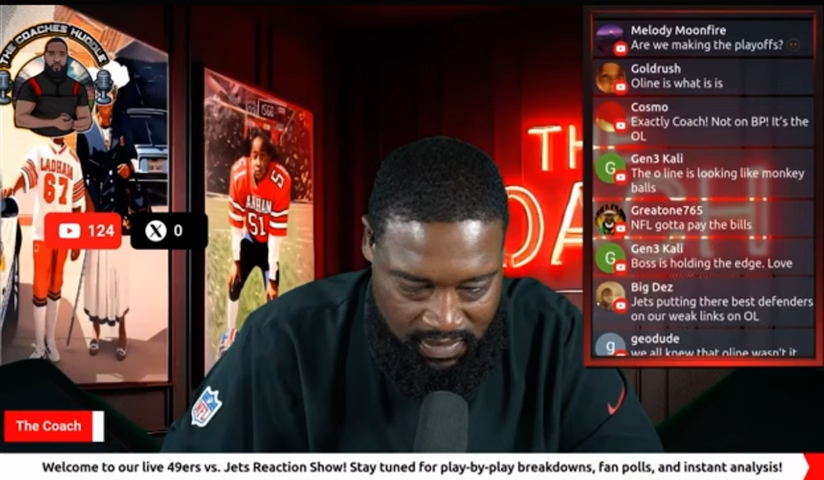 THE COACHES HUDDLE
LADHAM
67
51
124
X 0
TH
Melody Moonfire
Are we making the playoffs?
Goldrush
Oline is what is is
Cosmo
Exactly Coach! Not on BP! It's the
OL
G
Gen3 Kali
The o line is looking like monkey
balls
Greatone765
NFL gotta pay the bills
G
Gen3 Kali
Boss is holding the edge. Love
Big Dez
Jets putting there best defenders
on our weak links on OL
g
geodude
we all knew that oline wasn't it
NFL
The Coach
Welcome to our live 49ers vs. Jets Reaction Show! Stay tuned for play-by-play breakdowns, fan polls, and instant analysis!